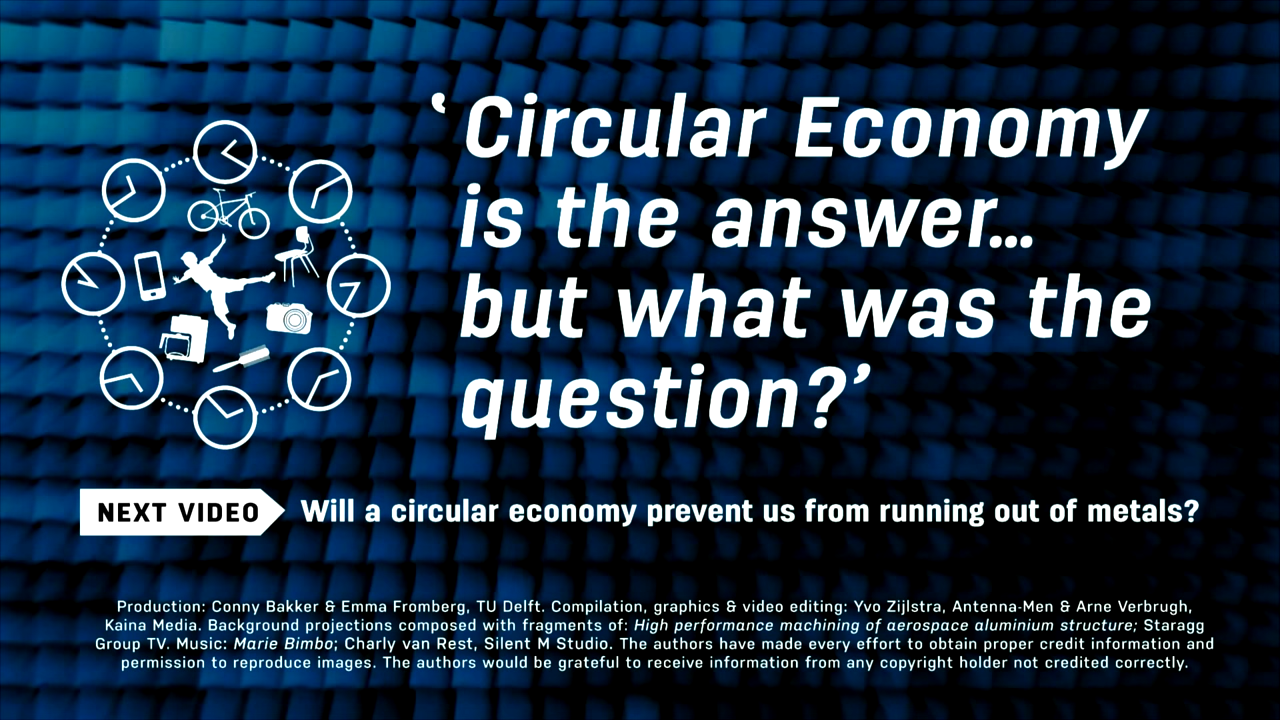 ‘Circular Economy
is the answer...
but what was the
question?’
NEXT VIDEO Will a circular economy prevent us from running out of metals?
Production: Conny Bakker & Emma Fromberg, TU Delft. Compilation, graphics & video editing: Yvo Zijlstra, Antenna-Men & Arne Verbrugh,
Kaina Media. Background projections composed with fragments of: High performance machining of aerospace aluminium structure; Staragg
Group TV. Music: Marie Bimbo; Charly van Rest, Silent M Studio. The authors have made every effort to obtain proper credit information and
permission to reproduce images. The authors would be grateful to receive information from any copyright holder not credited correctly.